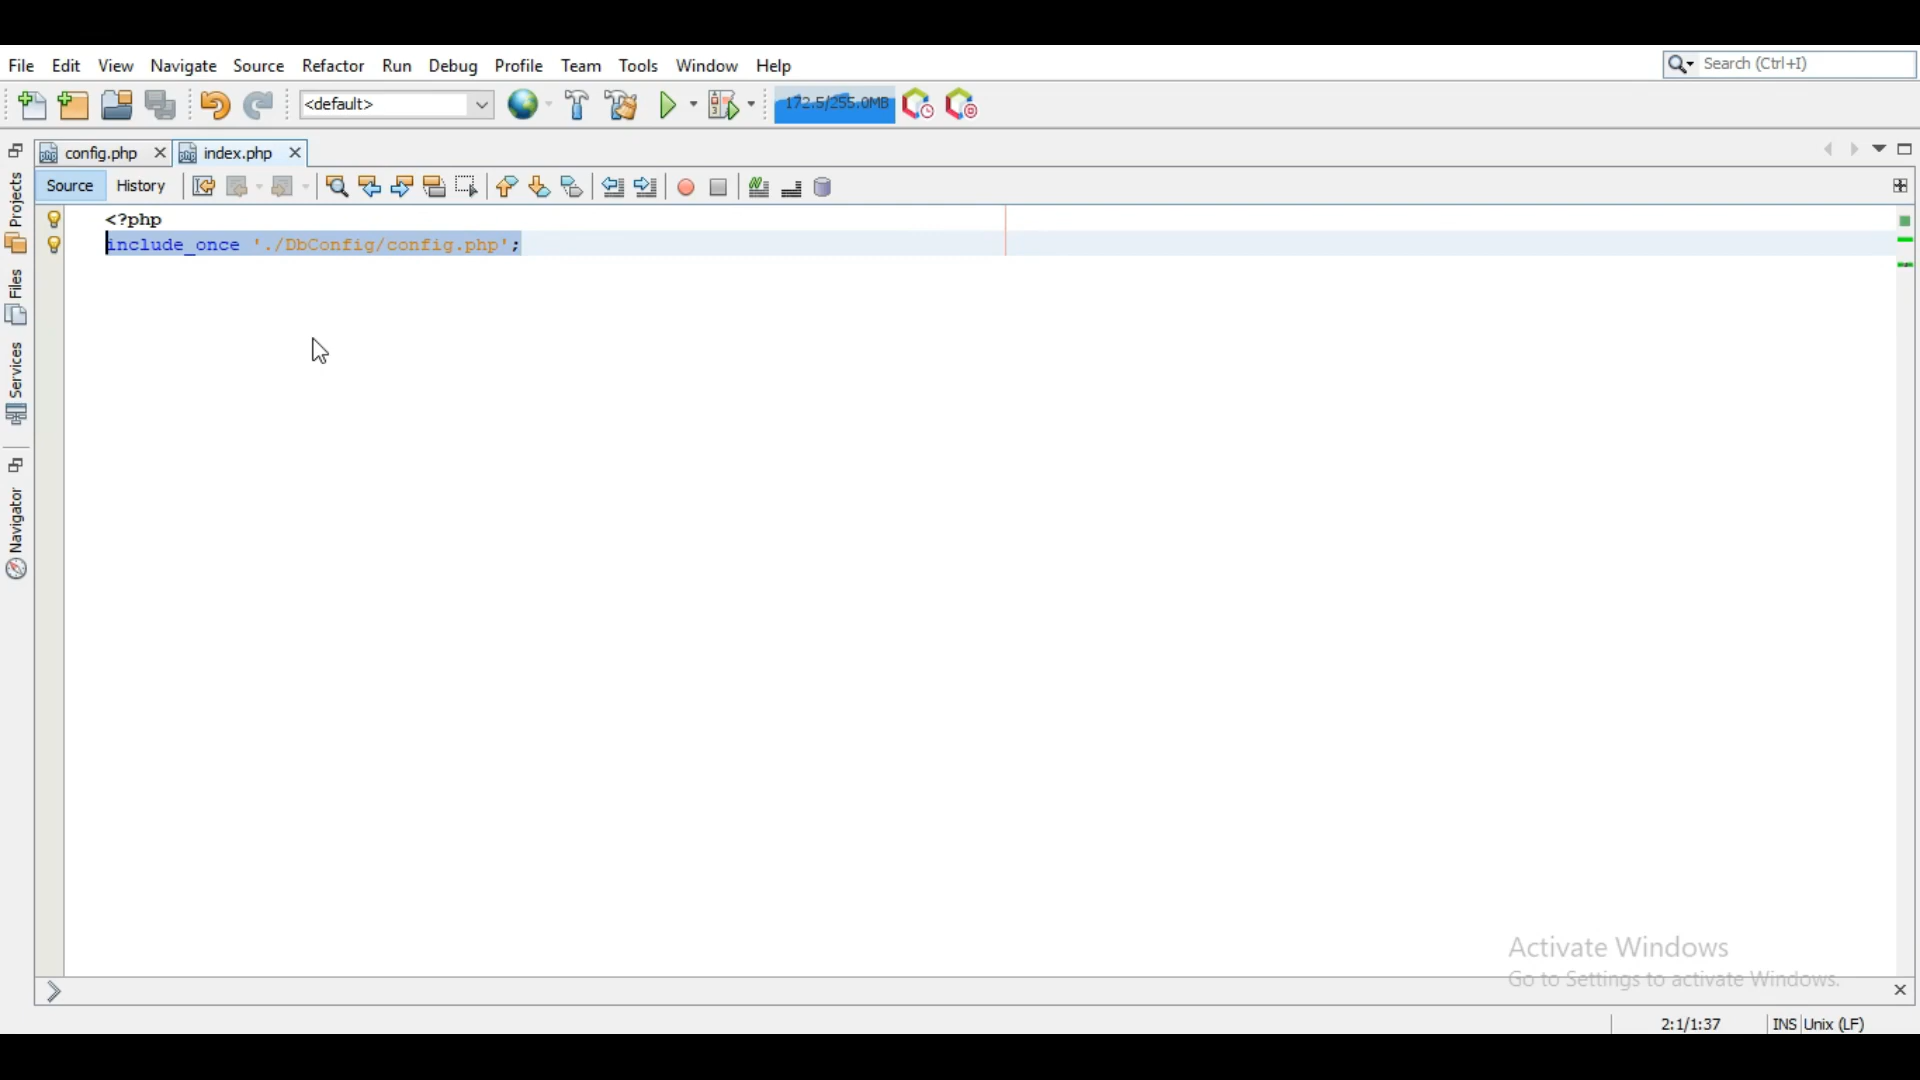 File Edit View Navigate Source Refactor Run Debug Profile Team Tools Window Help Search (Ctrl+I)
<default> 172.5/255.0MB
config.php index.php
Source History
Projects
Files
Services
Navigator
<?php
include_once './DbConfig/config.php';
Activate Windows
Go to Settings to activate Windows.
2:1/1:37 INS Unix (LF)